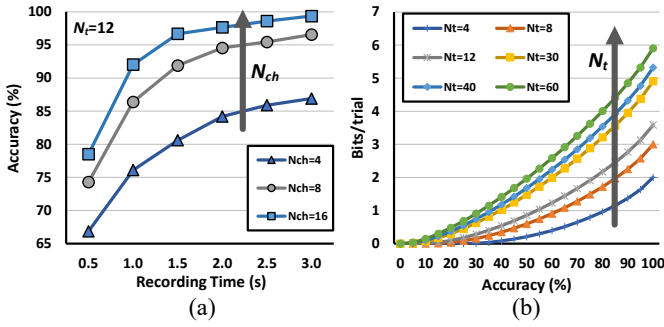 Nt=12
Accuracy (%)
100
95
90
85
80
75
70
65
Nch
Nch=4
Nch=8
Nch=16
0.5 1.0 1.5 2.0 2.5 3.0
Recording Time (s)
(a)
Bits/trial
7
6
5
4
3
2
1
0
Nt=4 Nt=8
Nt=12 Nt=30
Nt=40 Nt=60
Nt
0 10 20 30 40 50 60 70 80 90 100
Accuracy (%)
(b)